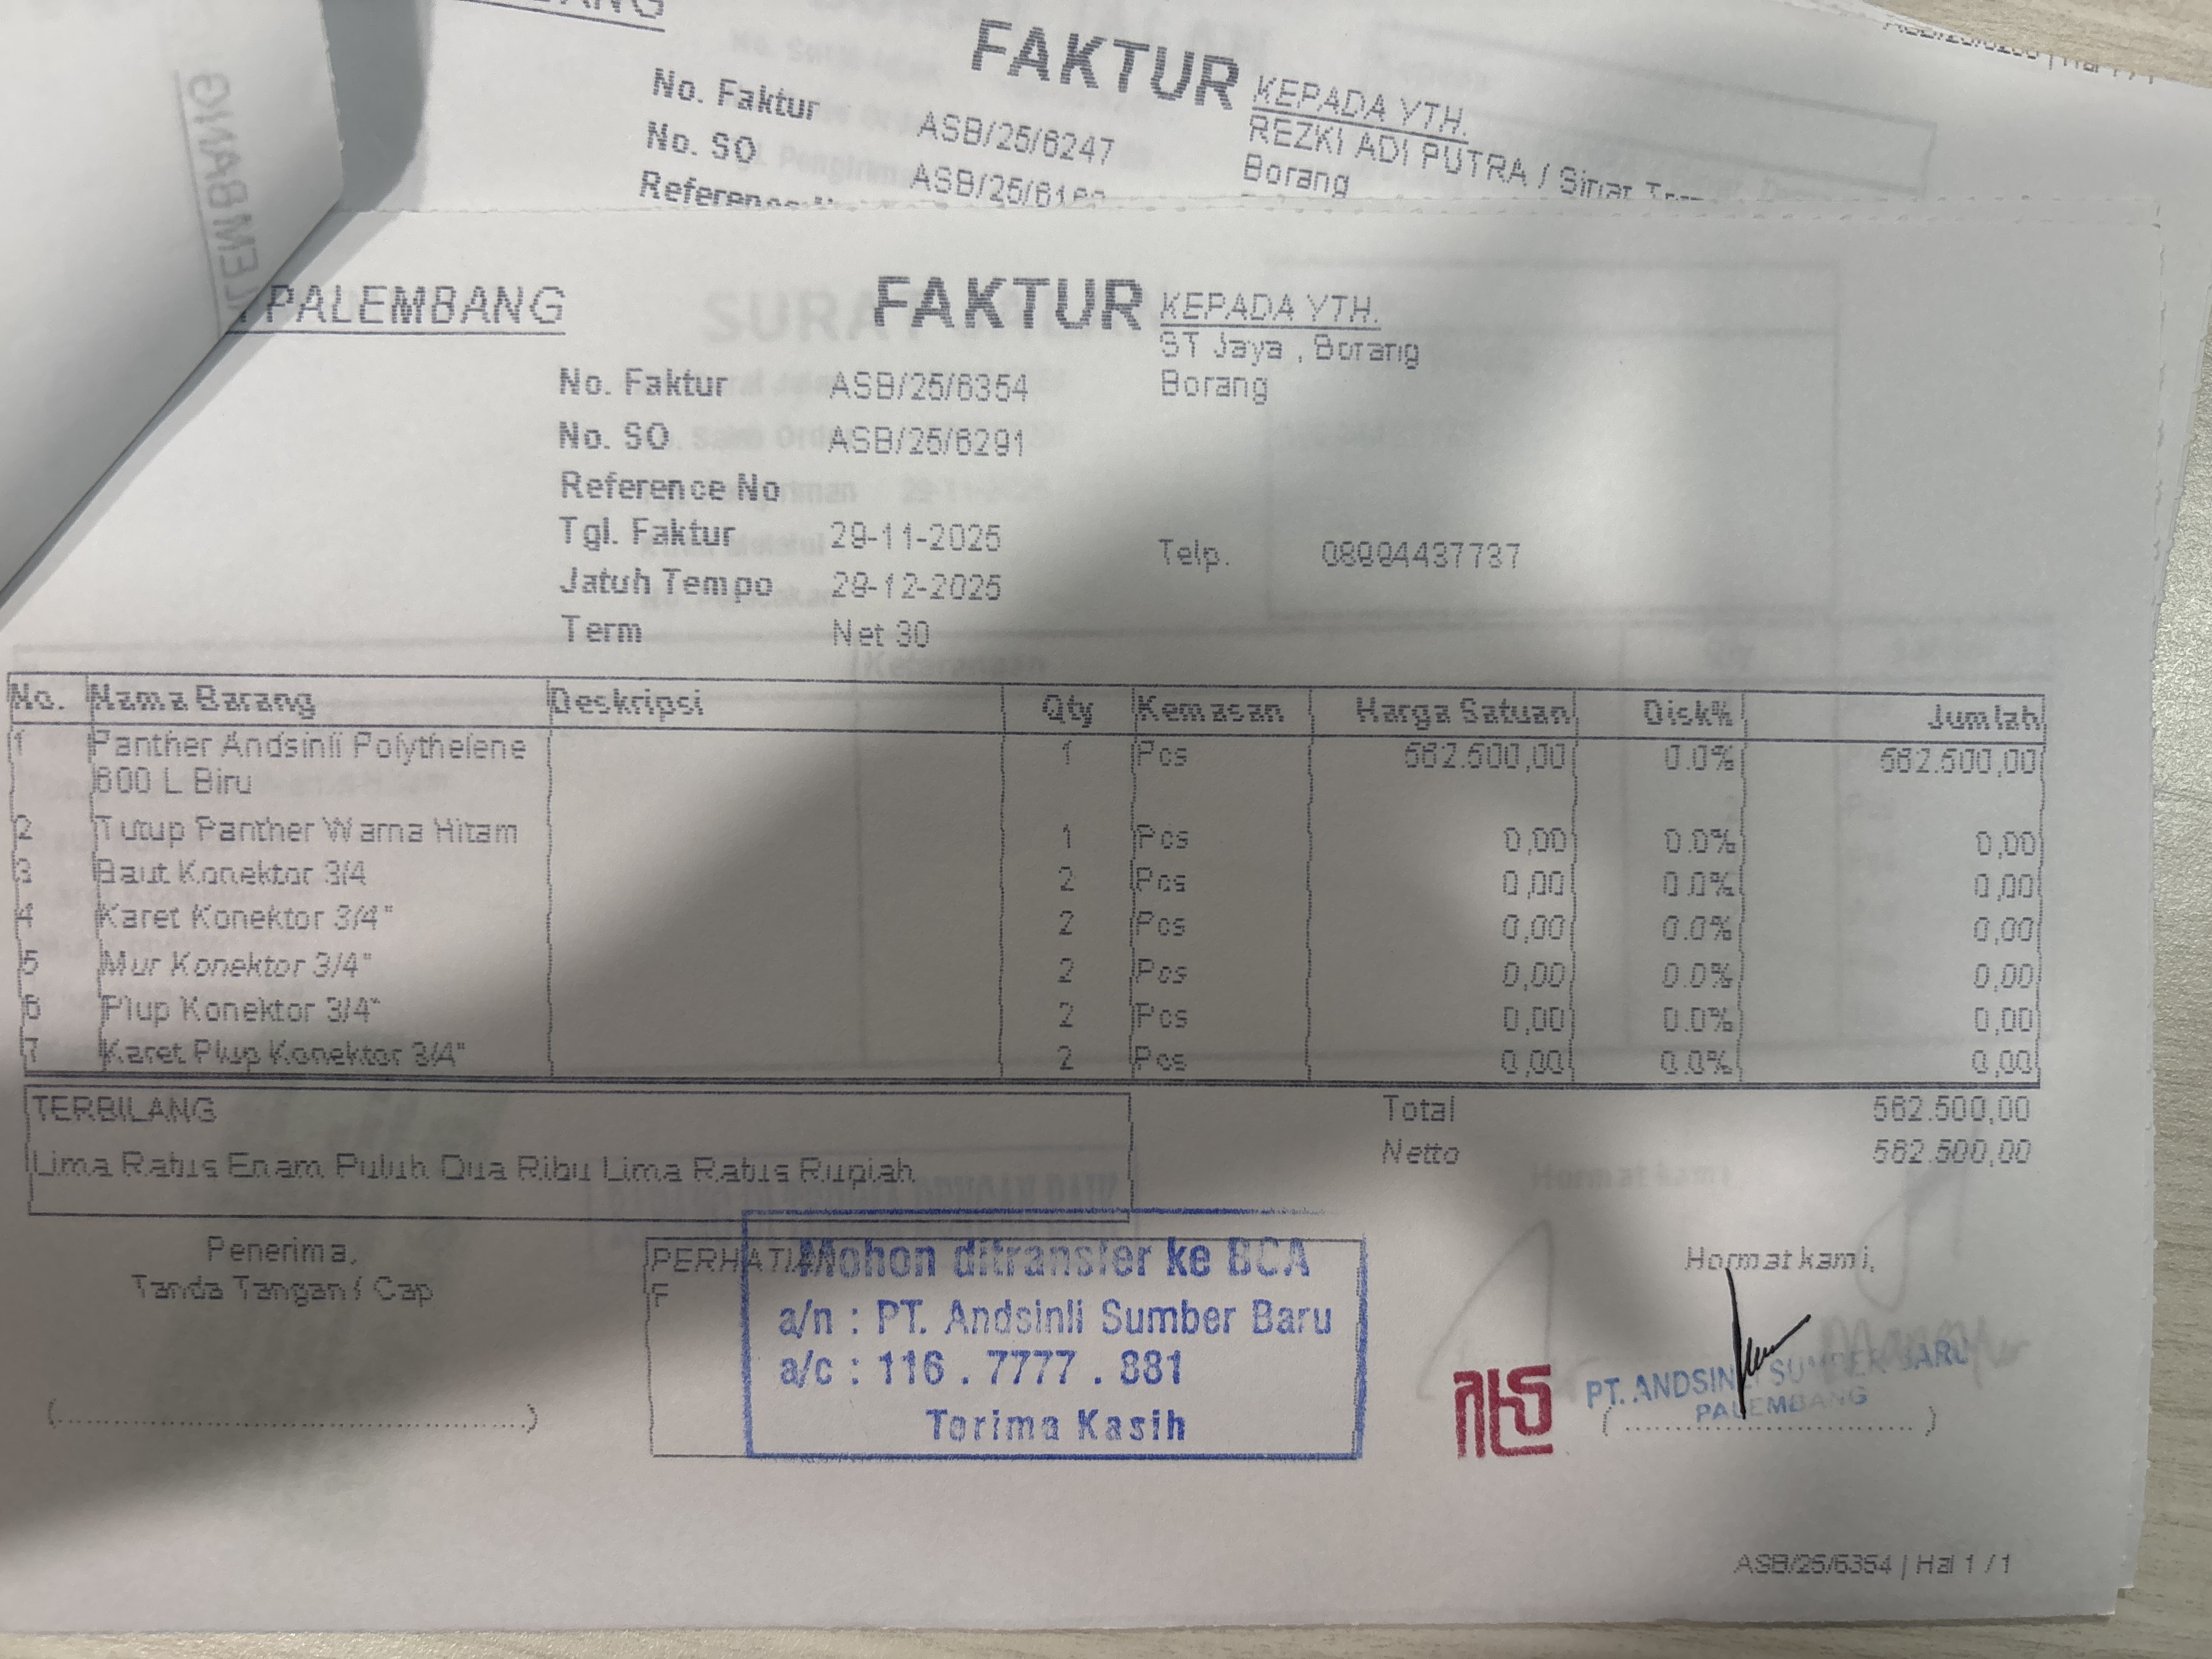 FAKTUR
No. Faktur ASB/25/6247
No. SO
KEPADA YTH.
REZKI ADI PUTRA / Sinar
Borang
PALEMBANG
FAKTUR
KEPADA YTH.
ST Jaya , Borang
Borang
No. Faktur ASB/25/6354
No. SO ASB/25/6291
Reference No
Tgl. Faktur 29-11-2025
Jatuh Tempo 29-12-2025
Term Net 30
Telp. 08994437737
No. Nama Barang Deskripsi Qty Kemasan Harga Satuan Disk% Jumlah
1 Panther Andsinli Polythelene 1 Pcs 562.500,00 0.0% 562.500,00
600 L Biru
2 Tutup Panther Warna Hitam 1 Pcs 0,00 0.0% 0,00
3 Baut Konektor 3/4 2 Pcs 0,00 0.0% 0,00
4 Karet Konektor 3/4" 2 Pcs 0,00 0.0% 0,00
5 Mur Konektor 3/4" 2 Pcs 0,00 0.0% 0,00
6 Plup Konektor 3/4" 2 Pcs 0,00 0.0% 0,00
7 Karet Plup Konektor 3/4" 2 Pcs 0,00 0.0% 0,00
TERBILANG
Lima Ratus Enam Puluh Dua Ribu Lima Ratus Rupiah
Total 562.500,00
Netto 562.500,00
Penerima,
Tanda Tangan / Cap
(..........................................................)
PERHATIAN
F
Mohon ditransfer ke BCA
a/n : PT. Andsinli Sumber Baru
a/c : 116 . 7777 . 881
Terima Kasih
Hormat kami,
PT. ANDSINLI SUMBER BARU
PALEMBANG
(....................................)
ASB/25/6354 | Hal 1 / 1